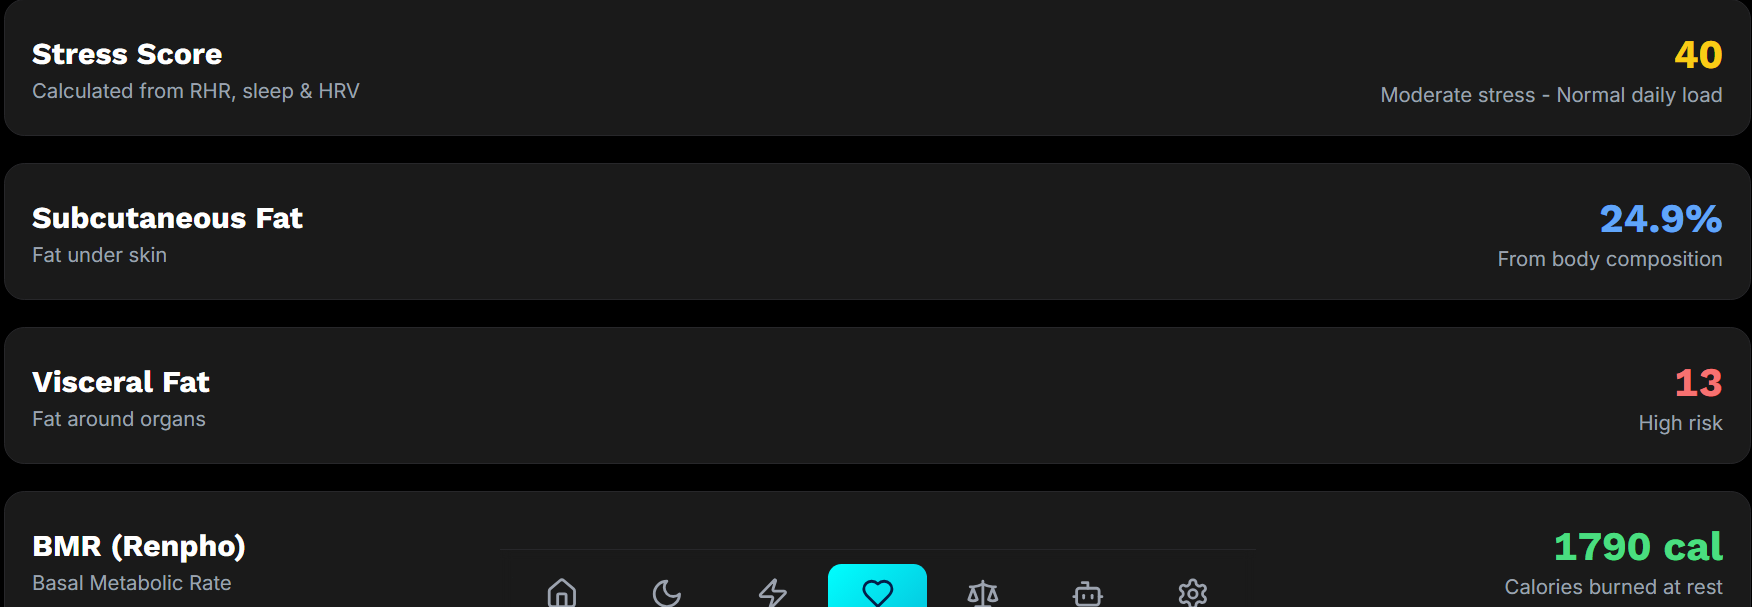 Stress Score
40
Calculated from RHR, sleep & HRV
Moderate stress - Normal daily load
Subcutaneous Fat
24.9%
Fat under skin
From body composition
Visceral Fat
13
Fat around organs
High risk
BMR (Renpho)
1790 cal
Basal Metabolic Rate
Calories burned at rest